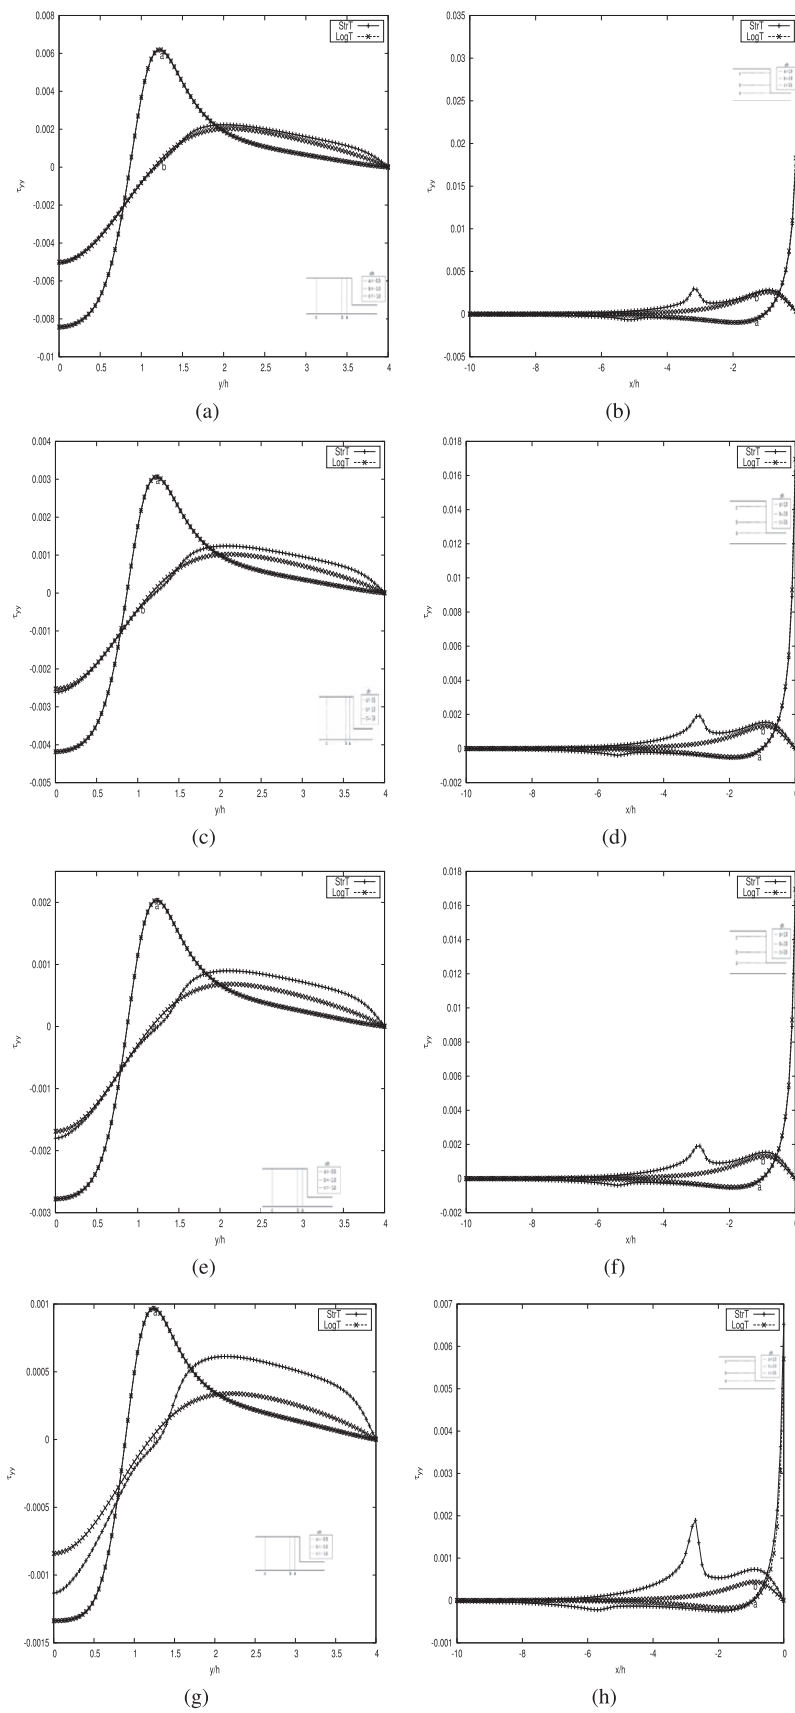 0.008
0.006
0.004
0.002
0
-0.002
-0.004
-0.006
-0.008
-0.01
τyy
0 0.5 1 1.5 2 2.5 3 3.5 4
y/h
StrT
LogT
a
b
(a)
0.035
0.03
0.025
0.02
0.015
0.01
0.005
0
-0.005
τyy
-10 -8 -6 -4 -2 0
x/h
StrT
LogT
b
a
(b)
0.004
0.003
0.002
0.001
0
-0.001
-0.002
-0.003
-0.004
-0.005
τyy
0 0.5 1 1.5 2 2.5 3 3.5 4
y/h
StrT
LogT
a
b
(c)
0.018
0.016
0.014
0.012
0.01
0.008
0.006
0.004
0.002
0
-0.002
τyy
-10 -8 -6 -4 -2 0
x/h
StrT
LogT
b
a
(d)
0.002
0.001
0
-0.001
-0.002
-0.003
τyy
0 0.5 1 1.5 2 2.5 3 3.5 4
y/h
StrT
LogT
a
(e)
0.018
0.016
0.014
0.012
0.01
0.008
0.006
0.004
0.002
0
-0.002
τyy
-10 -8 -6 -4 -2 0
x/h
StrT
LogT
b
a
(f)
0.001
0.0005
0
-0.0005
-0.001
-0.0015
τyy
0 0.5 1 1.5 2 2.5 3 3.5 4
y/h
StrT
LogT
a
(g)
0.007
0.006
0.005
0.004
0.003
0.002
0.001
0
-0.001
τyy
-10 -8 -6 -4 -2 0
x/h
StrT
LogT
a
(h)